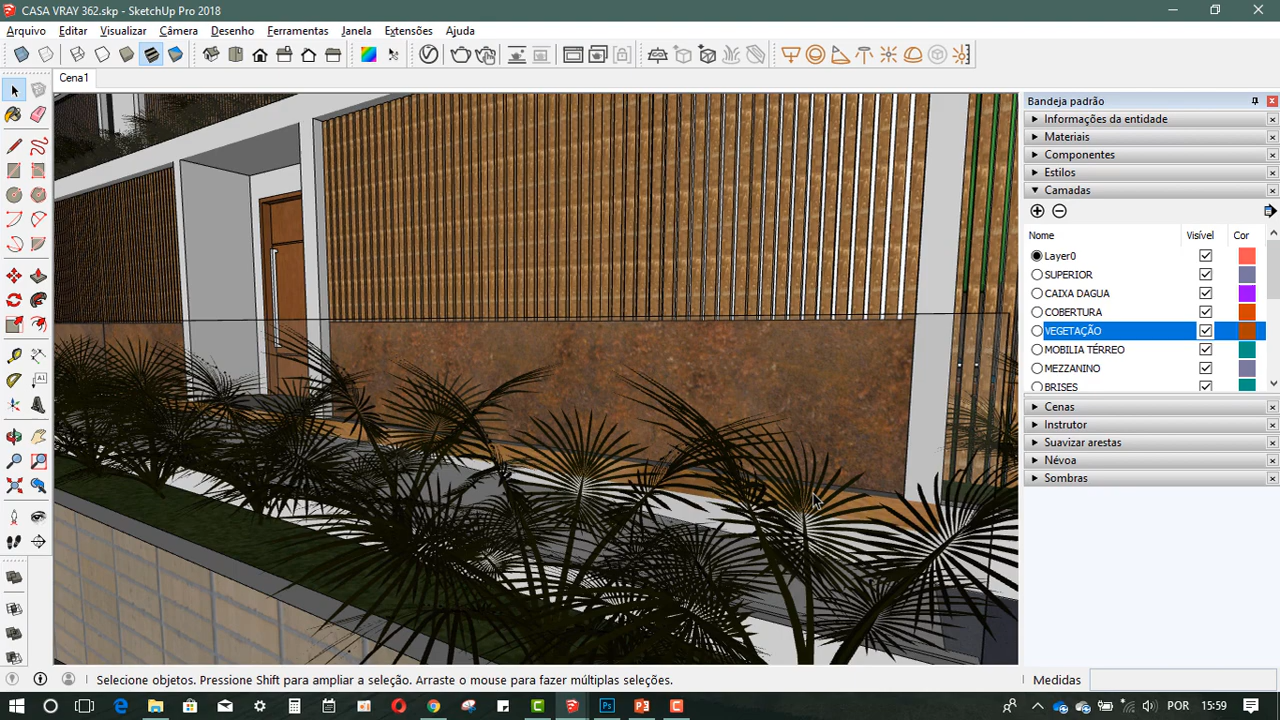 CASA VRAY 362.skp - SketchUp Pro 2018
Arquivo Editar Visualizar Câmera Desenho Ferramentas Janela Extensões Ajuda
Cena1
Bandeja padrão
Informações da entidade
Materiais
Componentes
Estilos
Camadas
Nome Visível Cor
Layer0
SUPERIOR
CAIXA DAGUA
COBERTURA
VEGETAÇÃO
MOBILIA TÉRREO
MEZZANINO
BRISES
Cenas
Instrutor
Suavizar arestas
Névoa
Sombras
Selecione objetos. Pressione Shift para ampliar a seleção. Arraste o mouse para fazer múltiplas seleções.
Medidas
POR 15:59